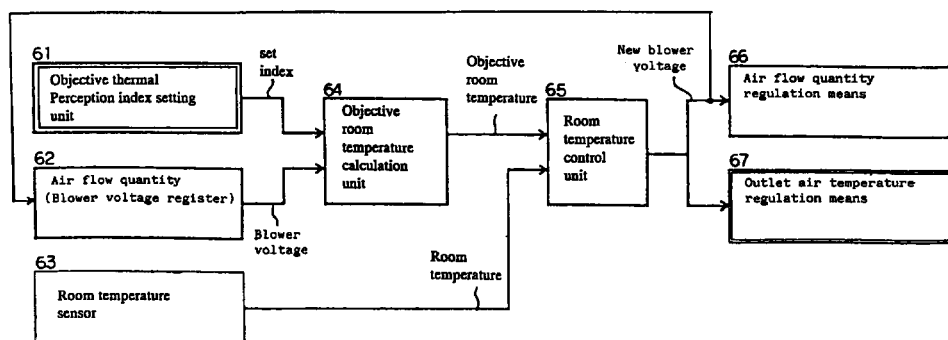 61
Objective thermal
Perception index setting
unit
set
index
62
Air flow quantity
(Blower voltage register)
Blower
voltage
63
Room temperature
sensor
64
Objective
room
temperature
calculation
unit
Objective
room
temperature
Room
temperature
65
Room
temperature
control
unit
New blower
voltage
66
Air flow quantity
regulation means
67
Outlet air temperature
regulation means